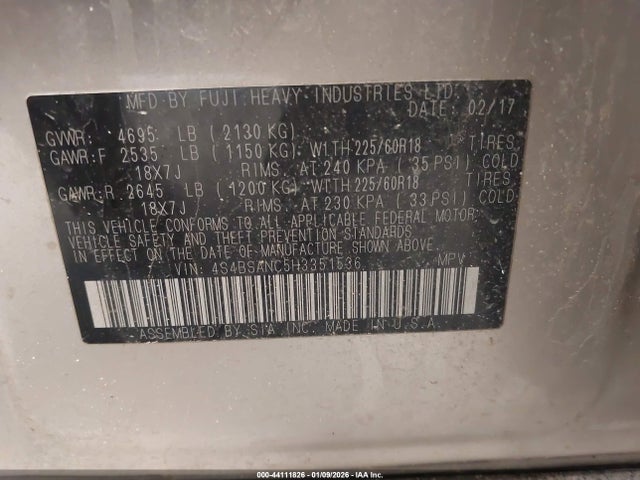 MFD BY FUJI HEAVY INDUSTRIES LTD.
DATE: 02/17
GVWR: 4695 LB ( 2130 KG)
GAWR:F 2535 LB ( 1150 KG) WITH 225/60R18 TIRES
18X7J RIMS, AT 240 KPA ( 35 PSI) COLD
GAWR:R 2645 LB ( 1200 KG) WITH 225/60R18 TIRES
18X7J RIMS, AT 230 KPA ( 33 PSI) COLD
THIS VEHICLE CONFORMS TO ALL APPLICABLE FEDERAL MOTOR
VEHICLE SAFETY AND THEFT PREVENTION STANDARDS
IN EFFECT ON THE DATE OF MANUFACTURE SHOWN ABOVE.
VIN: 4S4BSANC5H3351636 MPV
ASSEMBLED BY SIA, INC. MADE IN U.S.A.
000-44111826 - 01/09/2026 - IAA Inc.